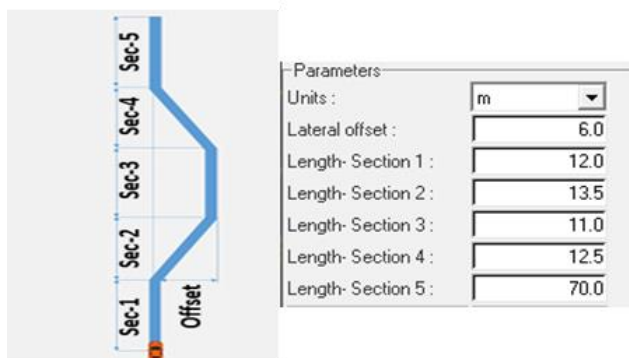 Sec-5
Sec-4
Sec-3
Sec-2
Sec-1
Offset
Parameters
Units : m
Lateral offset : 6.0
Length- Section 1 : 12.0
Length- Section 2 : 13.5
Length- Section 3 : 11.0
Length- Section 4 : 12.5
Length- Section 5 : 70.0